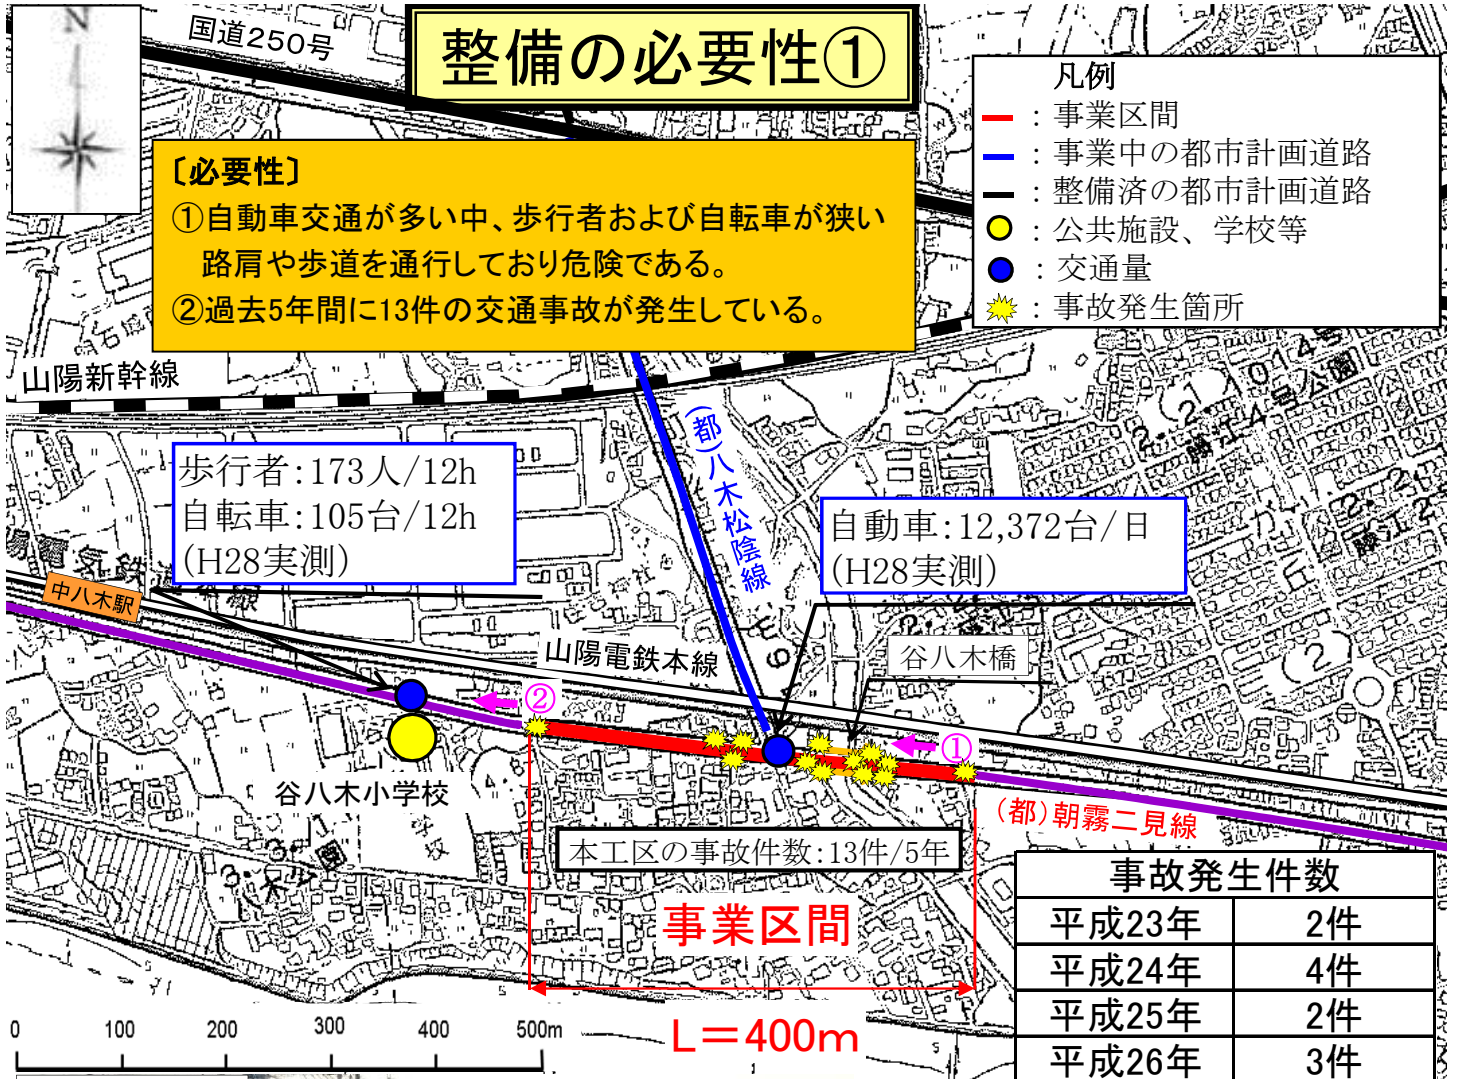 整備の必要性①
国道250号
N
凡例
：事業区間
：事業中の都市計画道路
：整備済の都市計画道路
：公共施設、学校等
：交通量
：事故発生箇所
〔必要性〕
①自動車交通が多い中、歩行者および自転車が狭い
路肩や歩道を通行しており危険である。
②過去5年間に13件の交通事故が発生している。
山陽新幹線
(都)八木松陰線
歩行者:173人/12h
自転車:105台/12h
(H28実測)
自動車:12,372台/日
(H28実測)
中八木駅
山陽電鉄本線
谷八木橋
②
①
谷八木小学校
(都)朝霧二見線
本工区の事故件数:13件/5年
事業区間
L＝400m
0 100 200 300 400 500m
事故発生件数
平成23年 2件
平成24年 4件
平成25年 2件
平成26年 3件